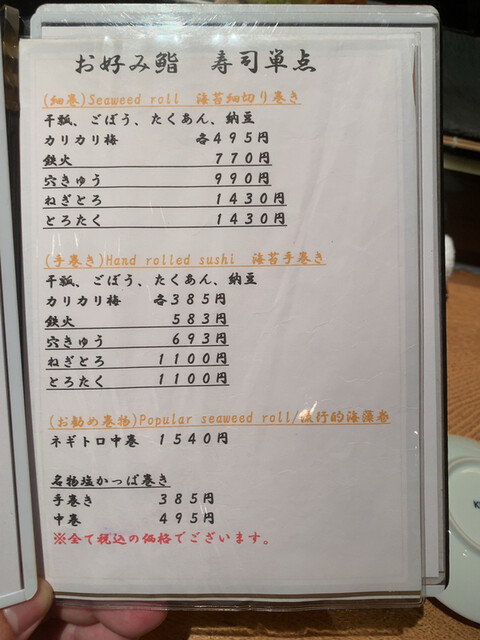 お好み鮨　寿司単点
(細巻)Seaweed roll　海苔細切り巻き
干瓢、ごぼう、たくあん、納豆
カリカリ梅　各495円
鉄火　770円
穴きゅう　990円
ねぎとろ　1430円
とろたく　1430円
(手巻き)Hand rolled sushi　海苔手巻き
干瓢、ごぼう、たくあん、納豆
カリカリ梅　各385円
鉄火　583円
穴きゅう　693円
ねぎとろ　1100円
とろたく　1100円
(お勧め巻物)Popular seaweed roll/流行的海藻卷
ネギトロ中巻　1540円
名物塩かっぱ巻き
手巻き　385円
中巻　495円
※全て税込の価格でございます。